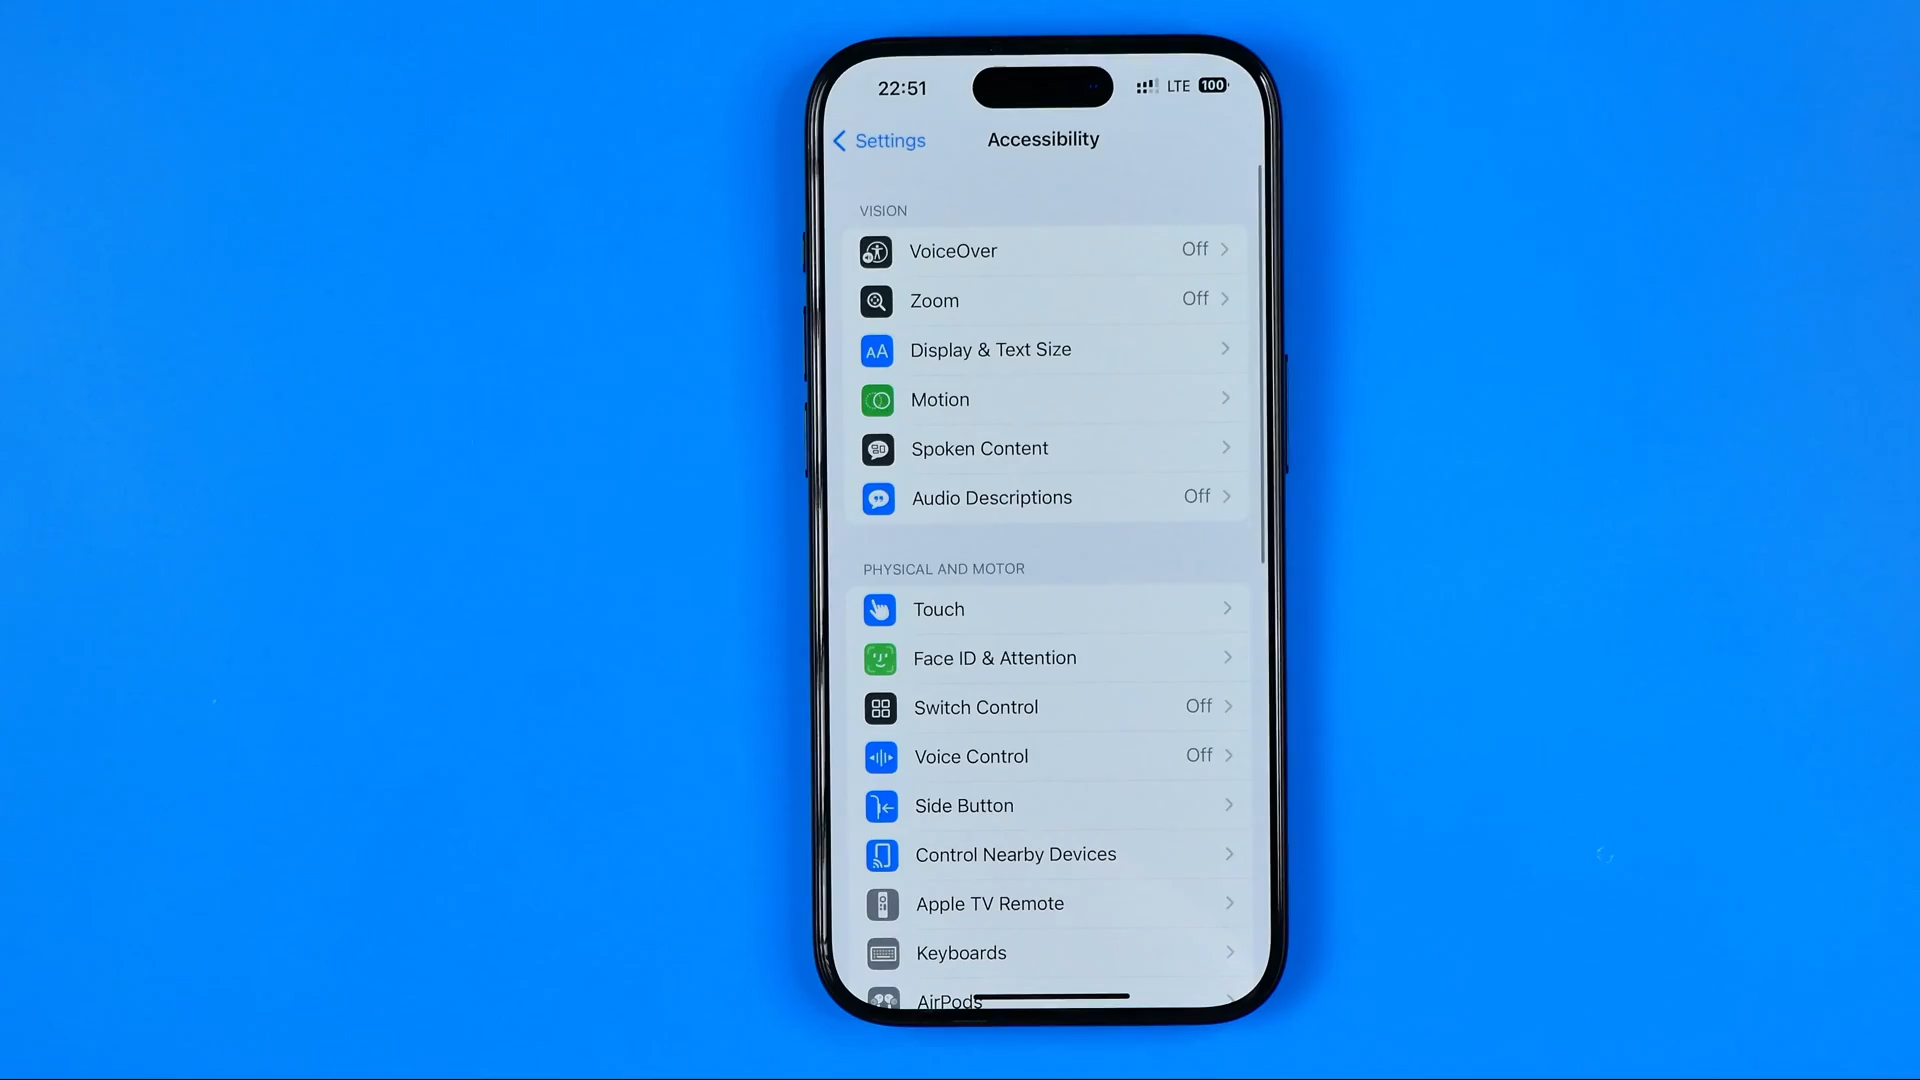 22:51 LTE 100
Settings Accessibility
VISION
VoiceOver Off
Zoom Off
AA Display & Text Size
Motion
Spoken Content
Audio Descriptions Off
PHYSICAL AND MOTOR
Touch
Face ID & Attention
Switch Control Off
Voice Control Off
Side Button
Control Nearby Devices
Apple TV Remote
Keyboards
AirPods